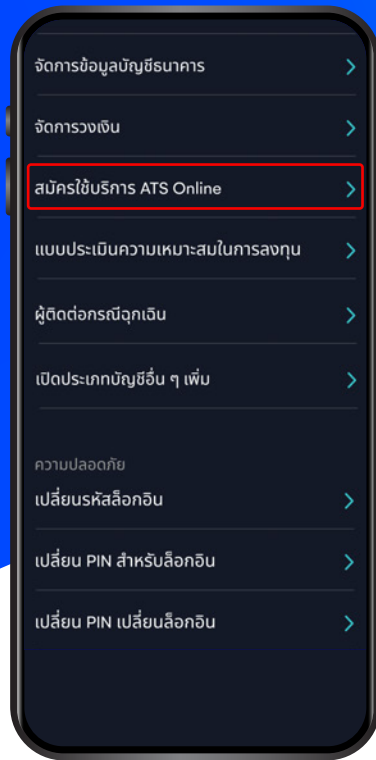 จัดการข้อมูลบัญชีธนาคาร
จัดการวงเงิน
สมัครใช้บริการ ATS Online
แบบประเมินความเหมาะสมในการลงทุน
ผู้ติดต่อกรณีฉุกเฉิน
เปิดประเภทบัญชีอื่น ๆ เพิ่ม
ความปลอดภัย
เปลี่ยนรหัสล็อกอิน
เปลี่ยน PIN สำหรับล็อกอิน
เปลี่ยน PIN เปลี่ยนล็อกอิน